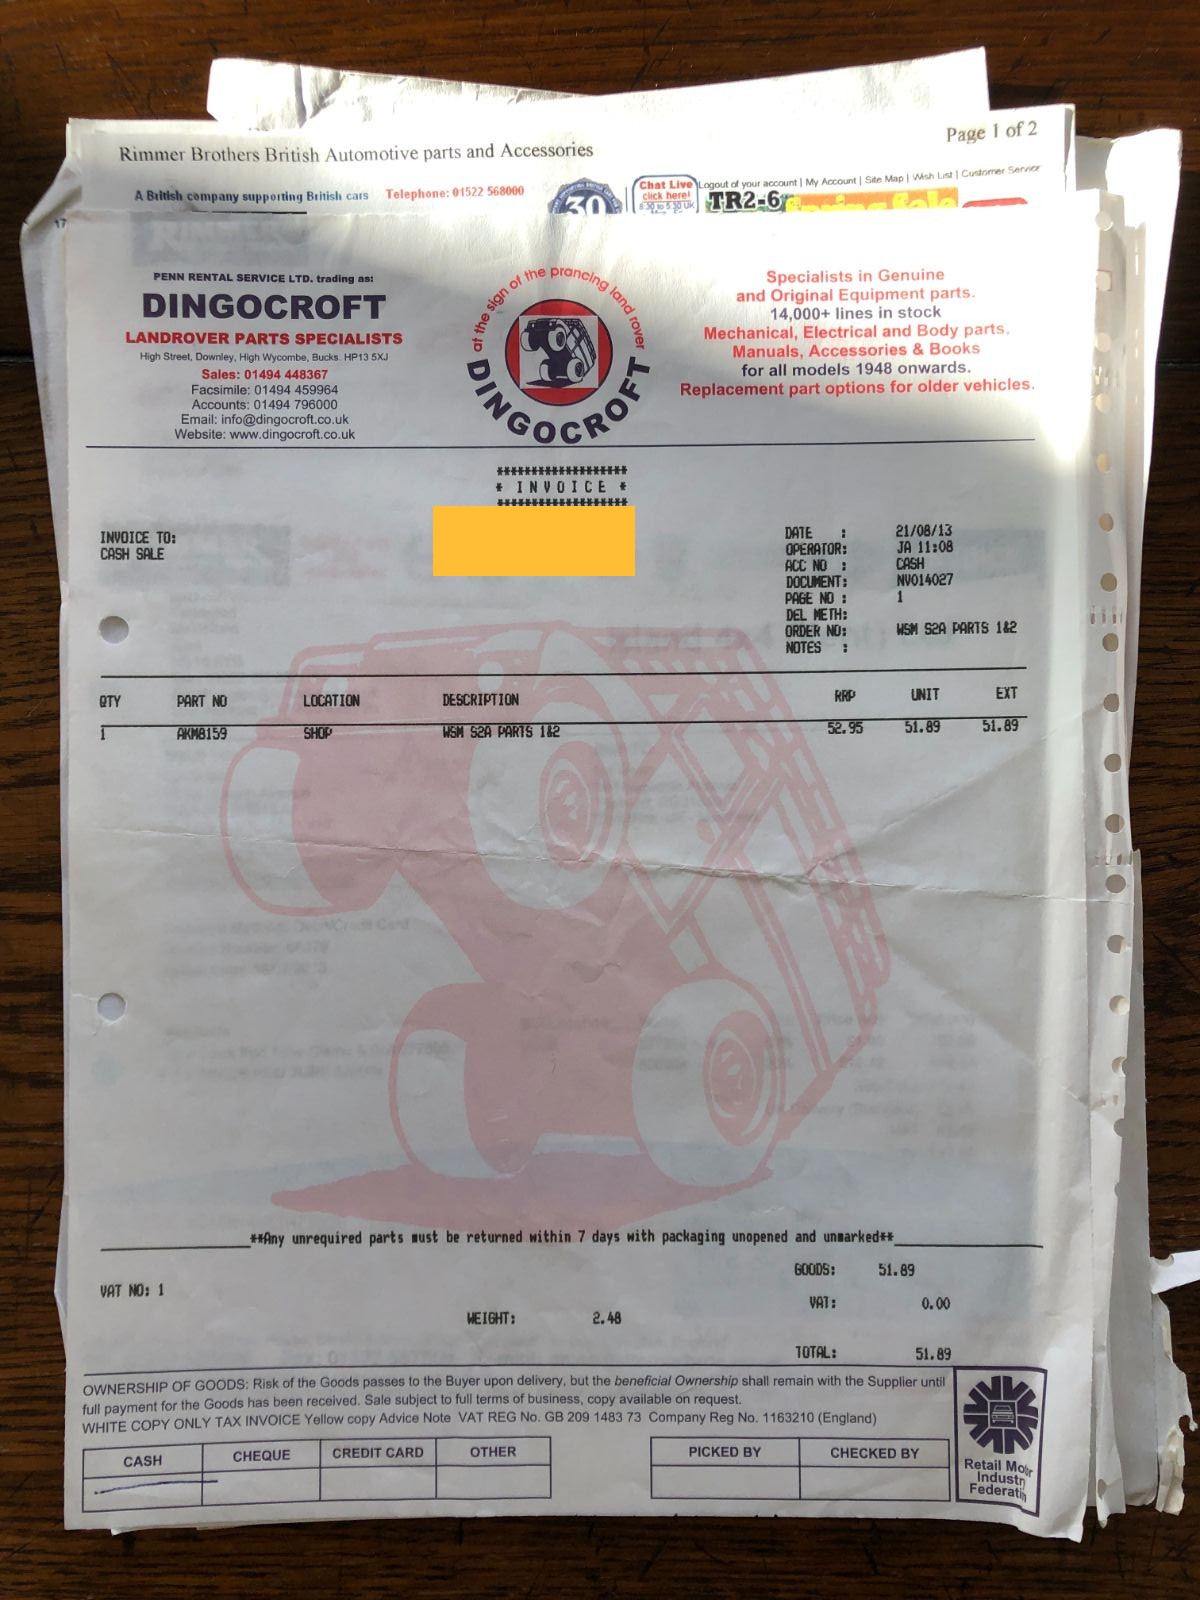 Page 1 of 2
Rimmer Brothers British Automotive parts and Accessories
A British company supporting British cars Telephone: 01522 568000
30
Chat Live
click here!
8:30 to 5:30 UK
Logout of your account | My Account | Site Map | Wish List | Customer Service
TR2-6
17
PENN RENTAL SERVICE LTD. trading as:
DINGOCROFT
LANDROVER PARTS SPECIALISTS
High Street, Downley, High Wycombe, Bucks. HP13 5XJ
Sales: 01494 448367
Facsimile: 01494 459964
Accounts: 01494 796000
Email: info@dingocroft.co.uk
Website: www.dingocroft.co.uk
at the sign of the prancing land rover
DINGOCROFT
Specialists in Genuine
and Original Equipment parts.
14,000+ lines in stock
Mechanical, Electrical and Body parts.
Manuals, Accessories & Books
for all models 1948 onwards.
Replacement part options for older vehicles.
* INVOICE *
INVOICE TO:
CASH SALE
DATE : 21/08/13
OPERATOR: JA 11:08
ACC NO : CASH
DOCUMENT: NV014027
PAGE NO : 1
DEL METH:
ORDER NO: WSM S2A PARTS 1&2
NOTES :
QTY PART NO LOCATION DESCRIPTION RRP UNIT EXT
1 AKM8159 SHOP WSM S2A PARTS 1&2 52.95 51.89 51.89
**Any unrequired parts must be returned within 7 days with packaging unopened and unmarked**
GOODS: 51.89
VAT NO: 1
VAT: 0.00
WEIGHT: 2.48
TOTAL: 51.89
OWNERSHIP OF GOODS: Risk of the Goods passes to the Buyer upon delivery, but the beneficial Ownership shall remain with the Supplier until
full payment for the Goods has been received. Sale subject to full terms of business, copy available on request.
WHITE COPY ONLY TAX INVOICE Yellow copy Advice Note VAT REG No. GB 209 1483 73 Company Reg No. 1163210 (England)
CASH CHEQUE CREDIT CARD OTHER
PICKED BY CHECKED BY
Retail Motor
Industry
Federation